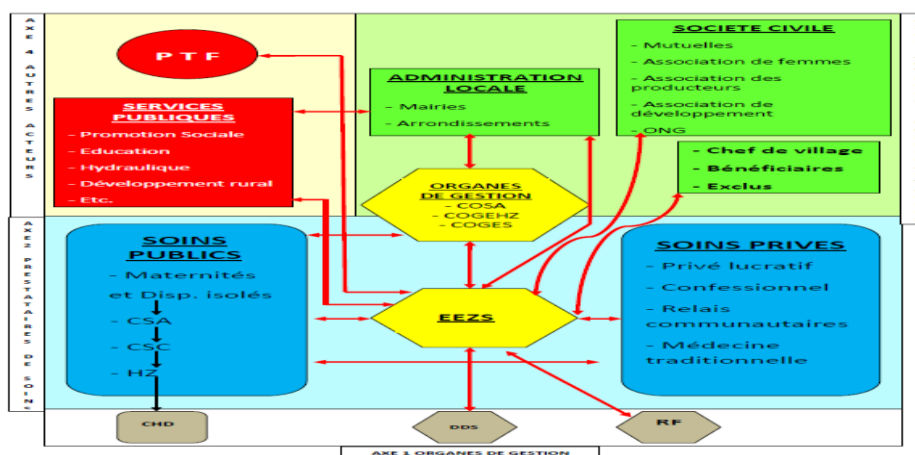 AXE 4 AUTRES ACTEURS
P T F
SERVICES
PUBLIQUES
- Promotion Sociale
- Education
- Hydraulique
- Développement rural
- Etc.
ADMINISTRATION
LOCALE
- Mairies
- Arrondissements
SOCIETE CIVILE
- Mutuelles
- Association de femmes
- Association des
producteurs
- Association de
développement
- ONG
- Chef de village
- Bénéficiaires
- Exclus
ORGANES
DE GESTION
- COSA
- COGEHZ
- COGES
AXE2 PRESTATAIRES DE SOINS
SOINS
PUBLICS
- Maternités
et Disp. isolés
- CSA
- CSC
- HZ
EEZS
SOINS PRIVES
- Privé lucratif
- Confessionnel
- Relais
communautaires
- Médecine
traditionnelle
CHD
DDS
RF
AXE 1 ORGANES DE GESTION